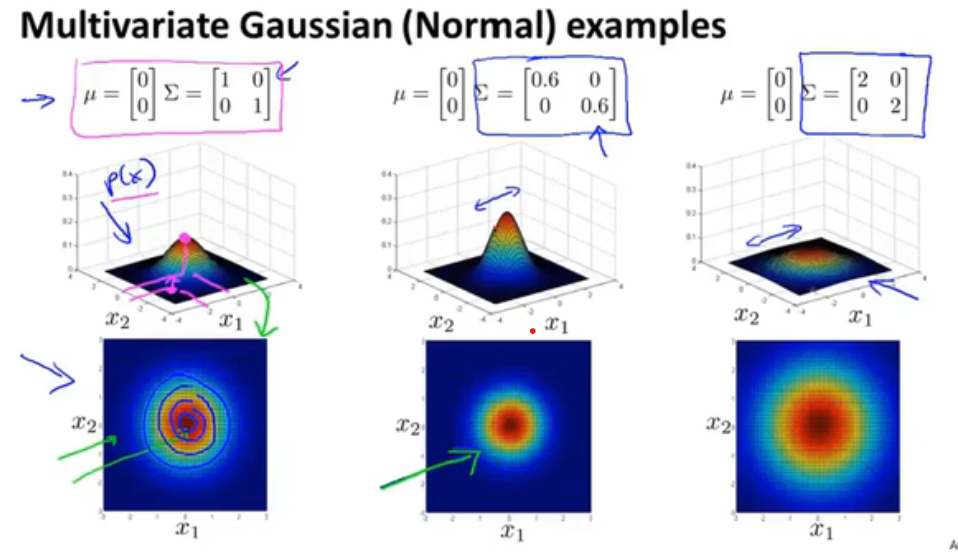 Multivariate Gaussian (Normal) examples
μ = [0 0] Σ = [1 0 0 1]
μ = [0 0] Σ = [0.6 0 0 0.6]
μ = [0 0] Σ = [2 0 0 2]
p(x)
x₂ x₁
x₂ x₁
x₂ x₁
x₂
x₁
x₂
x₁
x₂
x₁